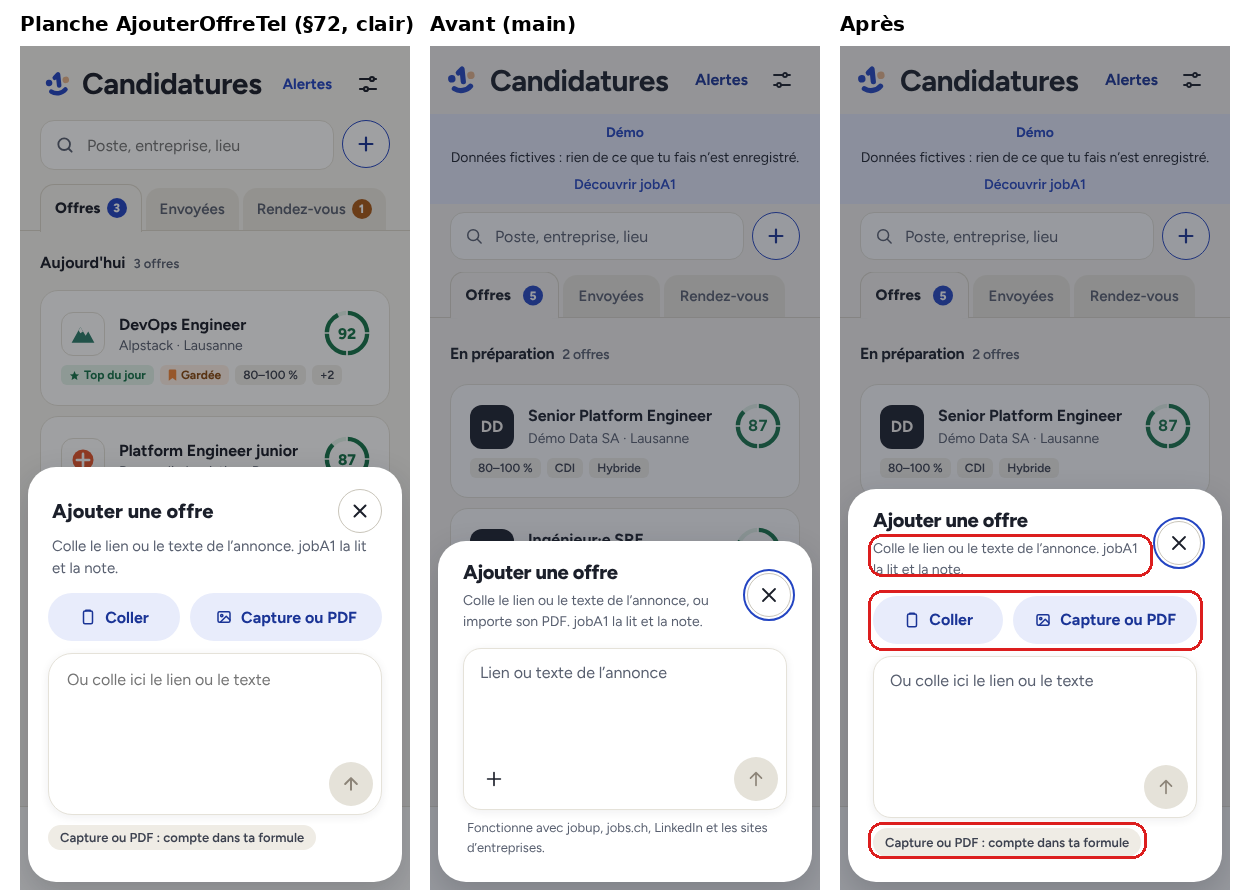 Planche AjouterOffreTel (§72, clair)
Candidatures
Alertes
Poste, entreprise, lieu
Offres 3
Envoyées
Rendez-vous 1
Aujourd'hui 3 offres
DevOps Engineer
Alpstack · Lausanne
92
Top du jour
Gardée
80–100 %
+2
Platform Engineer junior
87
Ajouter une offre
Colle le lien ou le texte de l’annonce. jobA1 la lit
et la note.
Coller
Capture ou PDF
Ou colle ici le lien ou le texte
Capture ou PDF : compte dans ta formule
Avant (main)
Candidatures
Alertes
Démo
Données fictives : rien de ce que tu fais n’est enregistré.
Découvrir jobA1
Poste, entreprise, lieu
Offres 5
Envoyées
Rendez-vous
En préparation 2 offres
DD
Senior Platform Engineer
Démo Data SA · Lausanne
87
80–100 %
CDI
Hybride
Ingénieur·e SRE
Ajouter une offre
Colle le lien ou le texte de l’annonce, ou
importe son PDF. jobA1 la lit et la note.
Lien ou texte de l’annonce
Fonctionne avec jobup, jobs.ch, LinkedIn et les sites
d’entreprises.
Après
Candidatures
Alertes
Démo
Données fictives : rien de ce que tu fais n’est enregistré.
Découvrir jobA1
Poste, entreprise, lieu
Offres 5
Envoyées
Rendez-vous
En préparation 2 offres
DD
Senior Platform Engineer
Démo Data SA · Lausanne
87
80–100 %
CDI
Hybride
Ajouter une offre
Colle le lien ou le texte de l’annonce. jobA1
la lit et la note.
Coller
Capture ou PDF
Ou colle ici le lien ou le texte
Capture ou PDF : compte dans ta formule